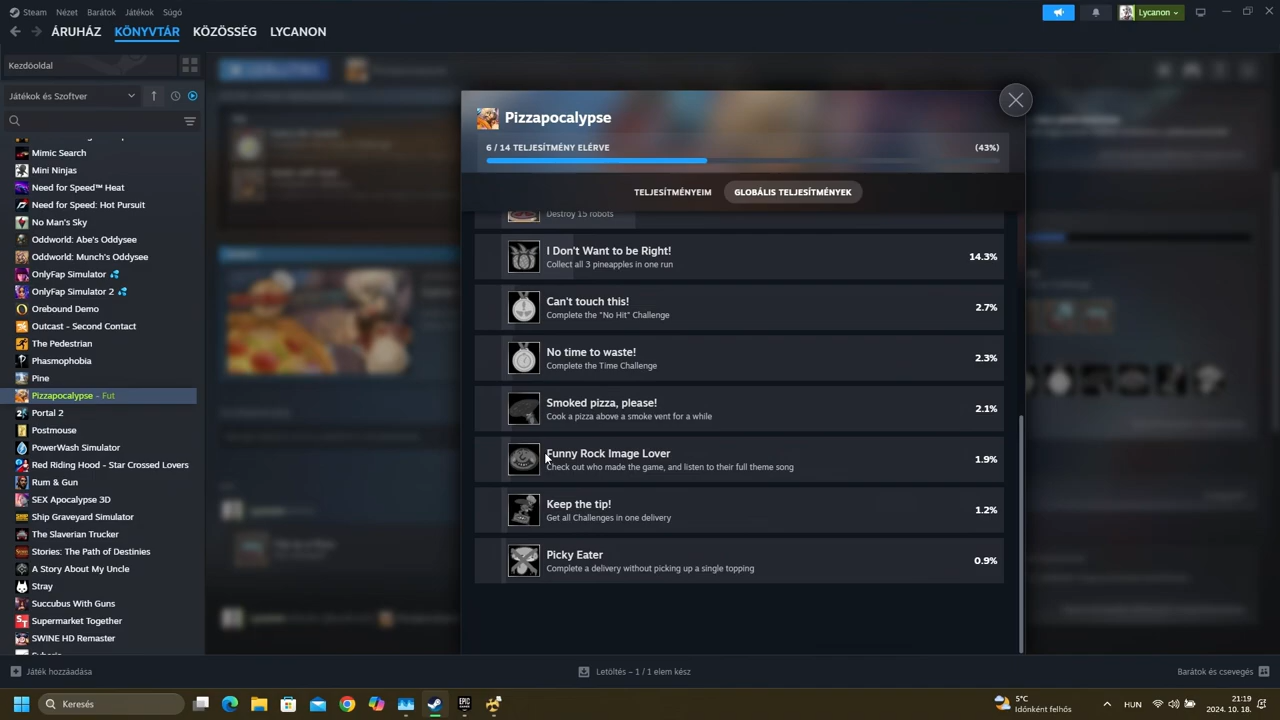 Steam Nézet Barátok Játékok Súgó
Lycanon
ÁRUHÁZ KÖNYVTÁR KÖZÖSSÉG LYCANON
Kezdőoldal
Játékok és Szoftver
Mimic Search
Mini Ninjas
Need for Speed™ Heat
Need for Speed: Hot Pursuit
No Man's Sky
Oddworld: Abe's Oddysee
Oddworld: Munch's Oddysee
OnlyFap Simulator 💦
OnlyFap Simulator 2 💦
Orebound Demo
Outcast - Second Contact
The Pedestrian
Phasmophobia
Pine
Pizzapocalypse - Fut
Portal 2
Postmouse
PowerWash Simulator
Red Riding Hood - Star Crossed Lovers
Rum & Gun
SEX Apocalypse 3D
Ship Graveyard Simulator
The Slaverian Trucker
Stories: The Path of Destinies
A Story About My Uncle
Stray
Succubus With Guns
Supermarket Together
SWINE HD Remaster
Pizzapocalypse
6 / 14 TELJESÍTMÉNY ELÉRVE (43%)
TELJESÍTMÉNYEIM GLOBÁLIS TELJESÍTMÉNYEK
Destroy 15 robots
I Don't Want to be Right!
Collect all 3 pineapples in one run
14.3%
Can't touch this!
Complete the "No Hit" Challenge
2.7%
No time to waste!
Complete the Time Challenge
2.3%
Smoked pizza, please!
Cook a pizza above a smoke vent for a while
2.1%
Funny Rock Image Lover
Check out who made the game, and listen to their full theme song
1.9%
Keep the tip!
Get all Challenges in one delivery
1.2%
Picky Eater
Complete a delivery without picking up a single topping
0.9%
Játék hozzáadása
Letöltés – 1 / 1 elem kész
Barátok és csevegés
Keresés
5°C
Időnként felhős
HUN
21:19
2024. 10. 18.